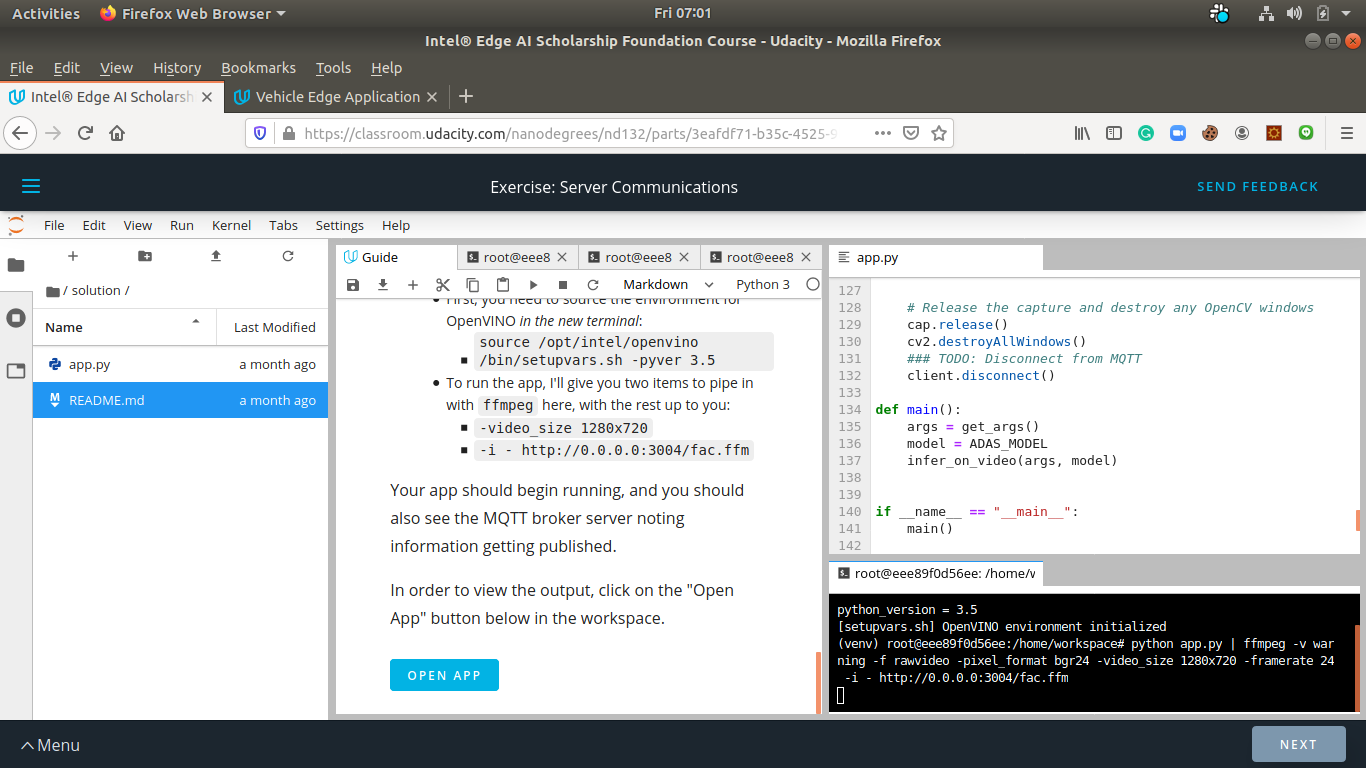 Activities Firefox Web Browser Fri 07:01
Intel® Edge AI Scholarship Foundation Course - Udacity - Mozilla Firefox
File Edit View History Bookmarks Tools Help
Intel® Edge AI Scholarsh Vehicle Edge Application
https://classroom.udacity.com/nanodegrees/nd132/parts/3eafdf71-b35c-4525-9
Exercise: Server Communications SEND FEEDBACK
File Edit View Run Kernel Tabs Settings Help
/ solution /
Name Last Modified
app.py a month ago
README.md a month ago
Guide root@eee8 root@eee8 root@eee8
Markdown Python 3
First, you need to source the environment for
OpenVINO in the new terminal:
source /opt/intel/openvino
/bin/setupvars.sh -pyver 3.5
To run the app, I'll give you two items to pipe in
with ffmpeg here, with the rest up to you:
-video_size 1280x720
-i - http://0.0.0.0:3004/fac.ffm
Your app should begin running, and you should
also see the MQTT broker server noting
information getting published.
In order to view the output, click on the "Open
App" button below in the workspace.
OPEN APP
app.py
127
128 # Release the capture and destroy any OpenCV windows
129 cap.release()
130 cv2.destroyAllWindows()
131 ### TODO: Disconnect from MQTT
132 client.disconnect()
133
134 def main():
135 args = get_args()
136 model = ADAS_MODEL
137 infer_on_video(args, model)
138
139
140 if __name__ == "__main__":
141 main()
142
root@eee89f0d56ee: /home/w
python_version = 3.5
[setupvars.sh] OpenVINO environment initialized
(venv) root@eee89f0d56ee:/home/workspace# python app.py | ffmpeg -v war
ning -f rawvideo -pixel_format bgr24 -video_size 1280x720 -framerate 24
-i - http://0.0.0.0:3004/fac.ffm
Menu NEXT